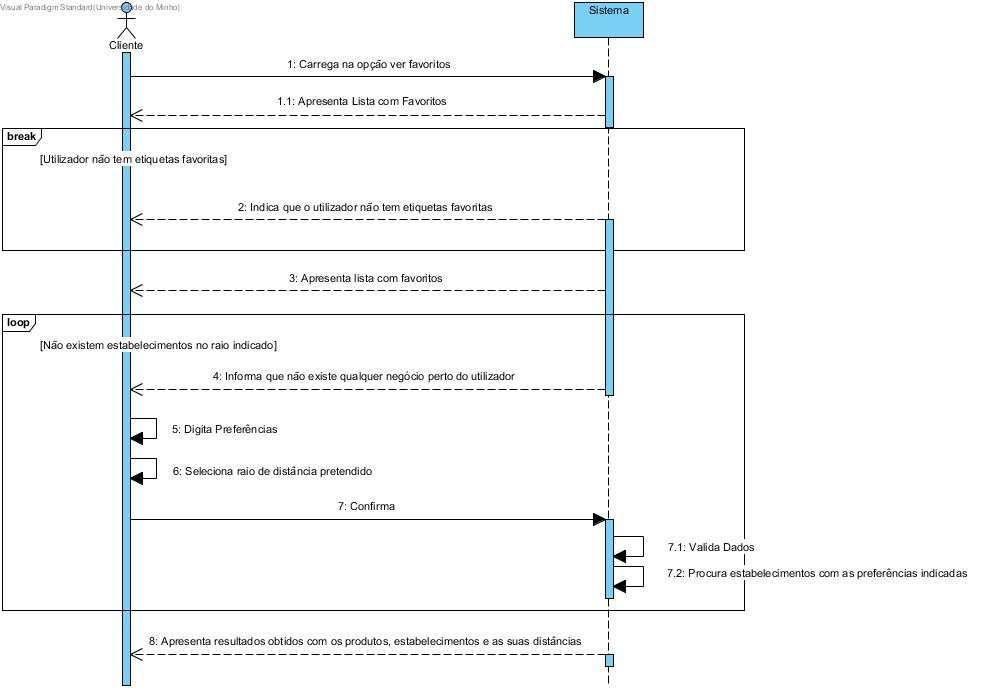 Visual Paradigm Standard(Universidade do Minho)
Sistema
Cliente
1: Carrega na opção ver favoritos
1.1: Apresenta Lista com Favoritos
break
[Utilizador não tem etiquetas favoritas]
2: Indica que o utilizador não tem etiquetas favoritas
3: Apresenta lista com favoritos
loop
[Não existem estabelecimentos no raio indicado]
4: Informa que não existe qualquer negócio perto do utilizador
5: Digita Preferências
6: Seleciona raio de distância pretendido
7: Confirma
7.1: Valida Dados
7.2: Procura estabelecimentos com as preferências indicadas
8: Apresenta resultados obtidos com os produtos, estabelecimentos e as suas distâncias